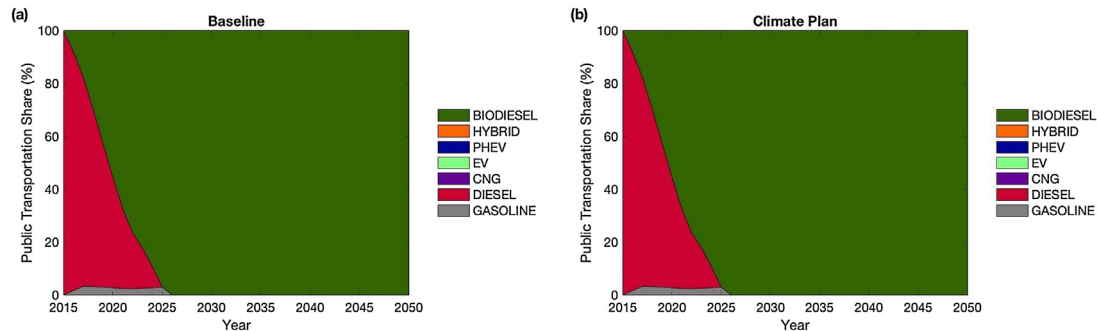 (a)
Baseline
Public Transportation Share (%)
100
80
60
40
20
0
2015 2020 2025 2030 2035 2040 2045 2050
Year
BIODIESEL
HYBRID
PHEV
EV
CNG
DIESEL
GASOLINE
(b)
Climate Plan
Public Transportation Share (%)
100
80
60
40
20
0
2015 2020 2025 2030 2035 2040 2045 2050
Year
BIODIESEL
HYBRID
PHEV
EV
CNG
DIESEL
GASOLINE